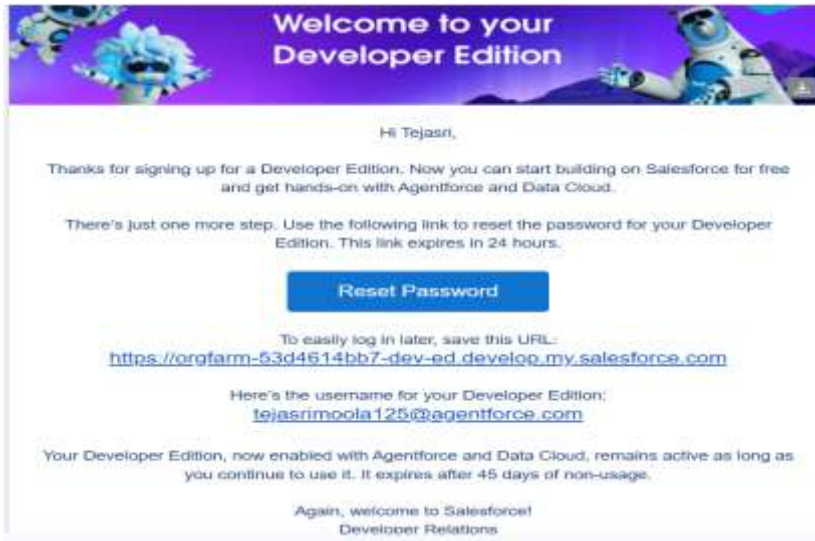 Welcome to your
Developer Edition
Hi Tejasri,
Thanks for signing up for a Developer Edition. Now you can start building on Salesforce for free
and get hands-on with Agentforce and Data Cloud.
There's just one more step. Use the following link to reset the password for your Developer
Edition. This link expires in 24 hours.
Reset Password
To easily log in later, save this URL:
https://orgfarm-53d4614bb7-dev-ed.develop.my.salesforce.com
Here's the username for your Developer Edition:
tejasrimoola125@agentforce.com
Your Developer Edition, now enabled with Agentforce and Data Cloud, remains active as long as
you continue to use it. It expires after 45 days of non-usage.
Again, welcome to Salesforce!
Developer Relations